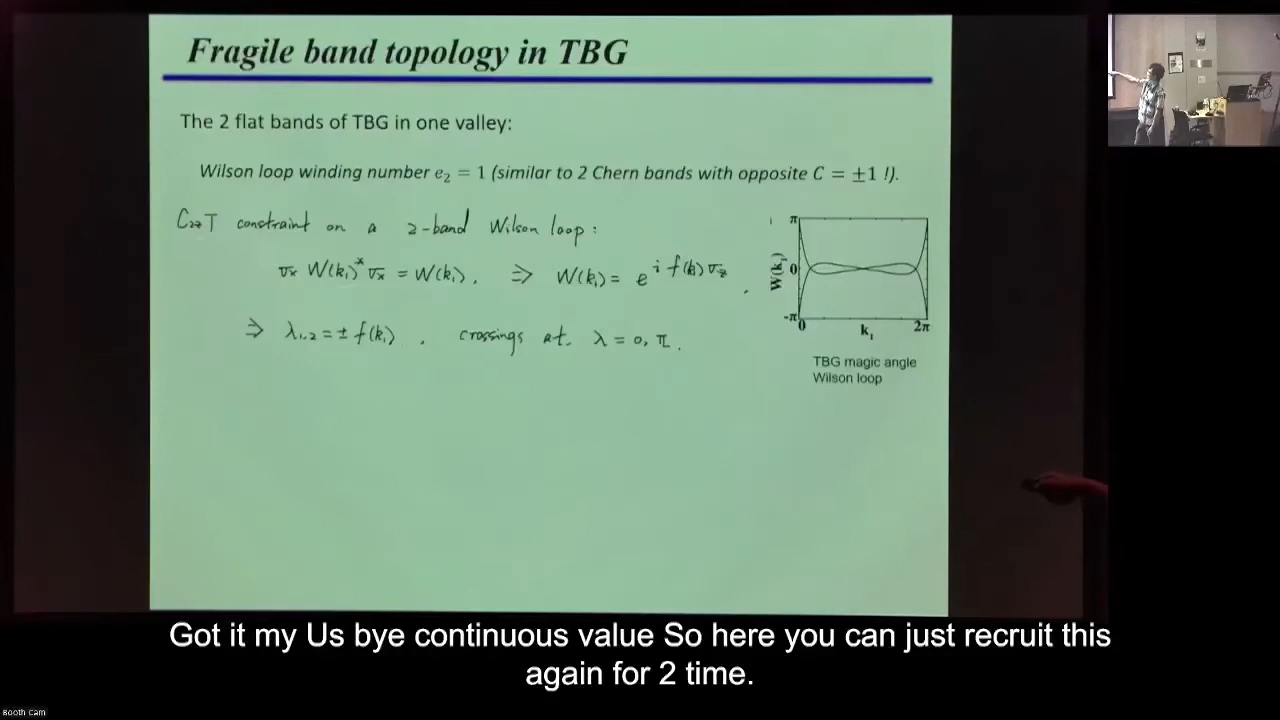 Fragile band topology in TBG
The 2 flat bands of TBG in one valley:
Wilson loop winding number e₂ = 1 (similar to 2 Chern bands with opposite C = ±1 !).
C₂zT constraint on a 2-band Wilson loop:
σx W(k₁)* σx = W(k₁). ⇒ W(k₁) = e^{i f(k₁) σz}.
⇒ λ₁,₂ = ± f(k₁). crossings at. λ = 0, π.
π
0
-π
W(k₁)
0
k₁
2π
TBG magic angle
Wilson loop
Got it my Us bye continuous value So here you can just recruit this
again for 2 time.
Booth Cam